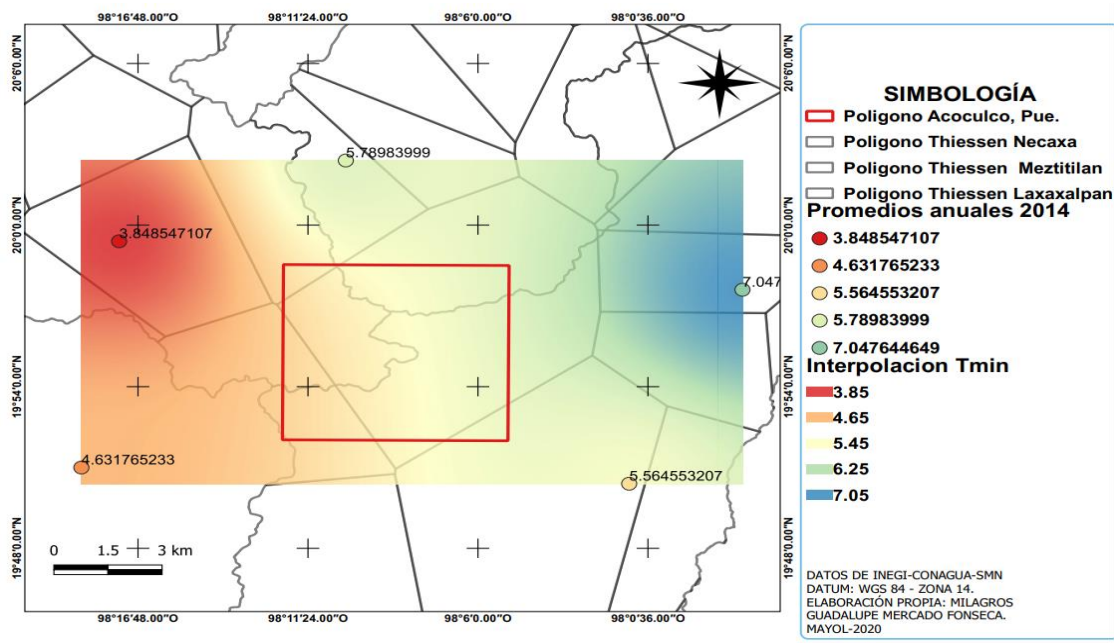 98°16'48.00"O 98°11'24.00"O 98°6'0.00"O 98°0'36.00"O
20°6'0.00"N 20°6'0.00"N
20°0'0.00"N 20°0'0.00"N
19°54'0.00"N 19°54'0.00"N
19°48'0.00"N 19°48'0.00"N
5.78983999
3.848547107
7.047
4.631765233
5.564553207
0 1.5 3 km
98°16'48.00"O 98°11'24.00"O 98°6'0.00"O 98°0'36.00"O
SIMBOLOGÍA
Poligono Acoculco, Pue.
Poligono Thiessen Necaxa
Poligono Thiessen Meztitilan
Poligono Thiessen Laxaxalpan
Promedios anuales 2014
3.848547107
4.631765233
5.564553207
5.78983999
7.047644649
Interpolacion Tmin
3.85
4.65
5.45
6.25
7.05
DATOS DE INEGI-CONAGUA-SMN
DATUM: WGS 84 - ZONA 14.
ELABORACIÓN PROPIA: MILAGROS
GUADALUPE MERCADO FONSECA.
MAYOL-2020